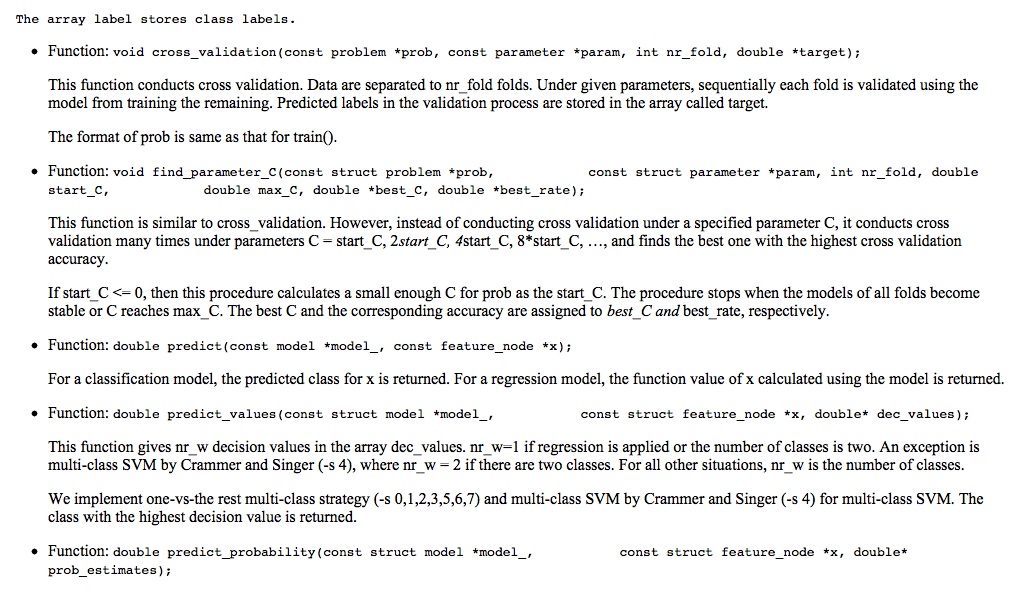 The array label stores class labels.
• Function: void cross_validation(const problem *prob, const parameter *param, int nr_fold, double *target);
This function conducts cross validation. Data are separated to nr_fold folds. Under given parameters, sequentially each fold is validated using the
model from training the remaining. Predicted labels in the validation process are stored in the array called target.
The format of prob is same as that for train().
• Function: void find_parameter_C(const struct problem *prob, const struct parameter *param, int nr_fold, double
start_C, double max_C, double *best_C, double *best_rate);
This function is similar to cross_validation. However, instead of conducting cross validation under a specified parameter C, it conducts cross
validation many times under parameters C = start_C, 2start_C, 4start_C, 8*start_C, ..., and finds the best one with the highest cross validation
accuracy.
If start_C <= 0, then this procedure calculates a small enough C for prob as the start_C. The procedure stops when the models of all folds become
stable or C reaches max_C. The best C and the corresponding accuracy are assigned to best_C and best_rate, respectively.
• Function: double predict(const model *model_, const feature_node *x);
For a classification model, the predicted class for x is returned. For a regression model, the function value of x calculated using the model is returned.
• Function: double predict_values(const struct model *model_, const struct feature_node *x, double* dec_values);
This function gives nr_w decision values in the array dec_values. nr_w=1 if regression is applied or the number of classes is two. An exception is
multi-class SVM by Crammer and Singer (-s 4), where nr_w = 2 if there are two classes. For all other situations, nr_w is the number of classes.
We implement one-vs-the rest multi-class strategy (-s 0,1,2,3,5,6,7) and multi-class SVM by Crammer and Singer (-s 4) for multi-class SVM. The
class with the highest decision value is returned.
• Function: double predict_probability(const struct model *model_, const struct feature_node *x, double*
prob_estimates);